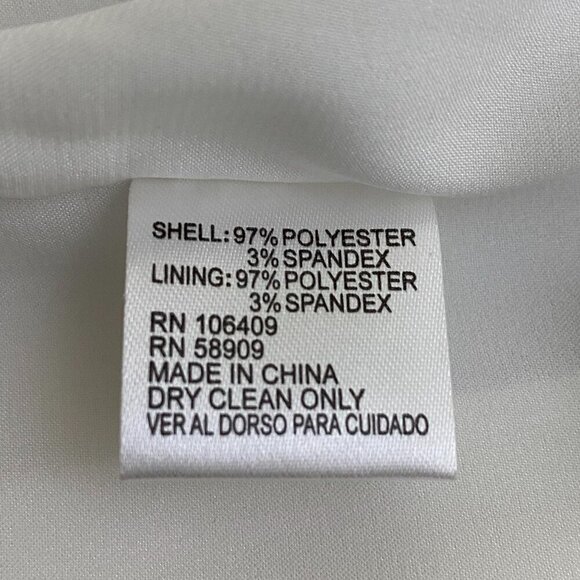 SHELL: 97% POLYESTER
3% SPANDEX
LINING: 97% POLYESTER
3% SPANDEX
RN 106409
RN 58909
MADE IN CHINA
DRY CLEAN ONLY
VER AL DORSO PARA CUIDADO